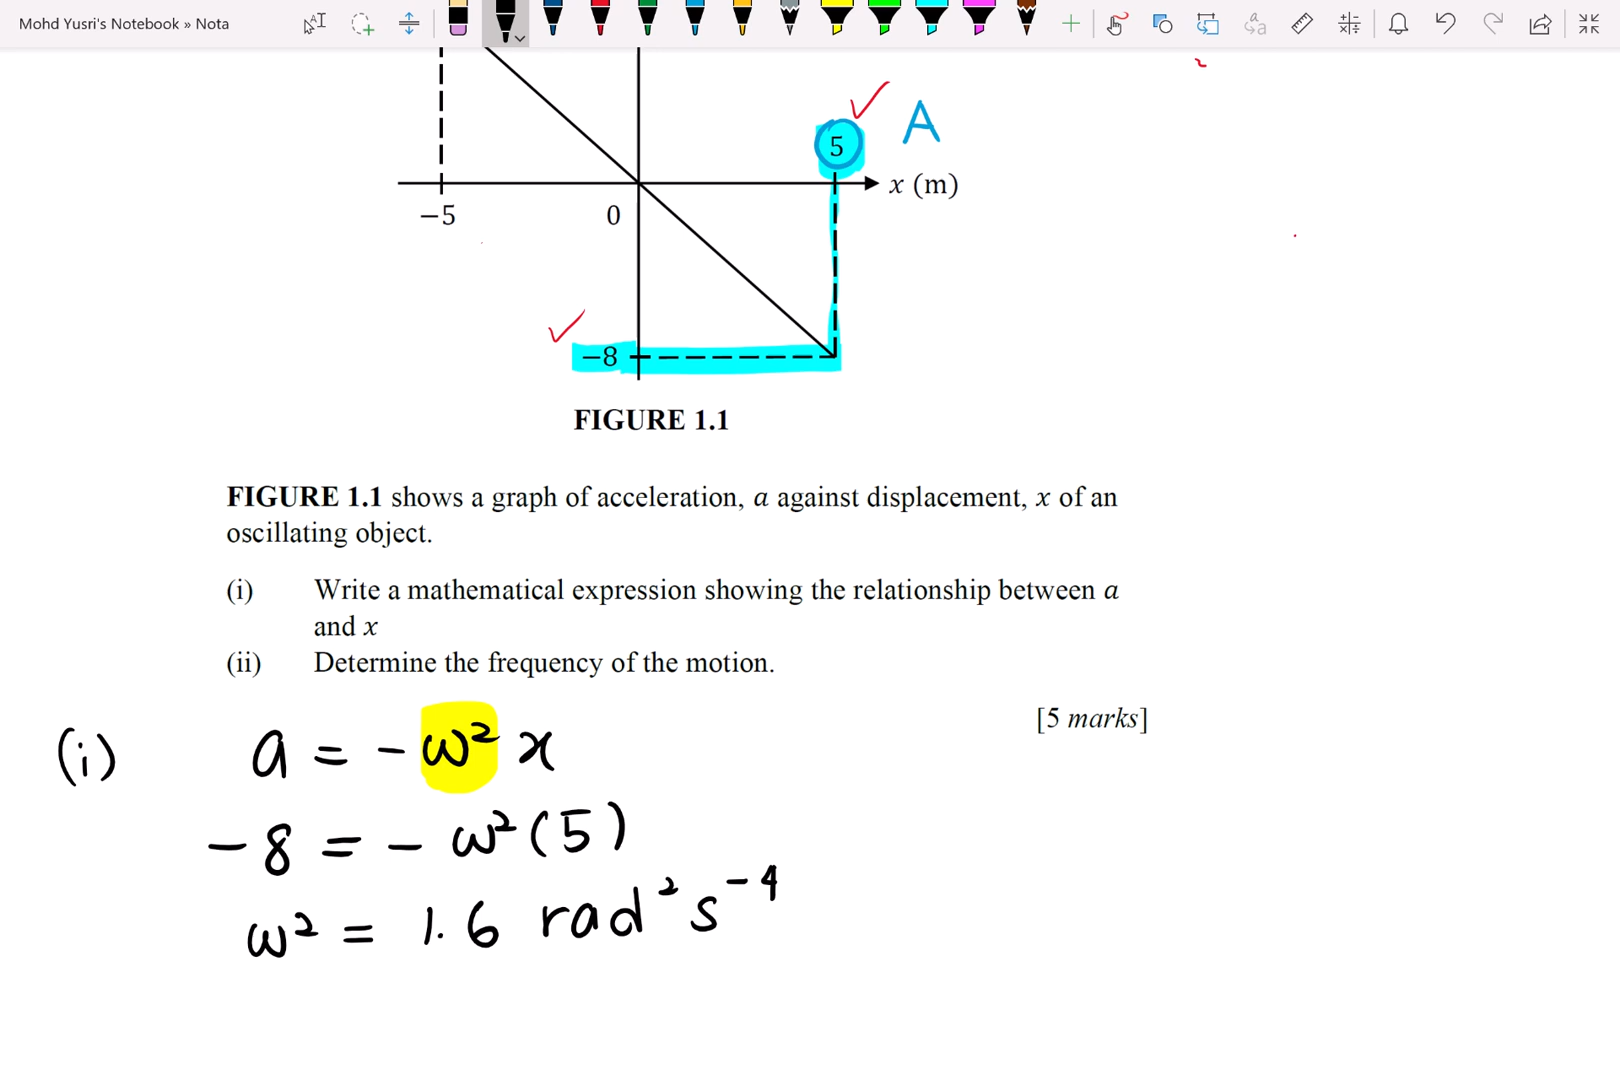 Mohd Yusri's Notebook » Nota
A
5
x (m)
−5
0
−8
FIGURE 1.1
FIGURE 1.1 shows a graph of acceleration, a against displacement, x of an
oscillating object.
(i) Write a mathematical expression showing the relationship between a
and x
(ii) Determine the frequency of the motion.
[5 marks]
(i) a = -ω² x
-8 = - ω² (5)
ω² = 1.6 rad² s⁻⁴